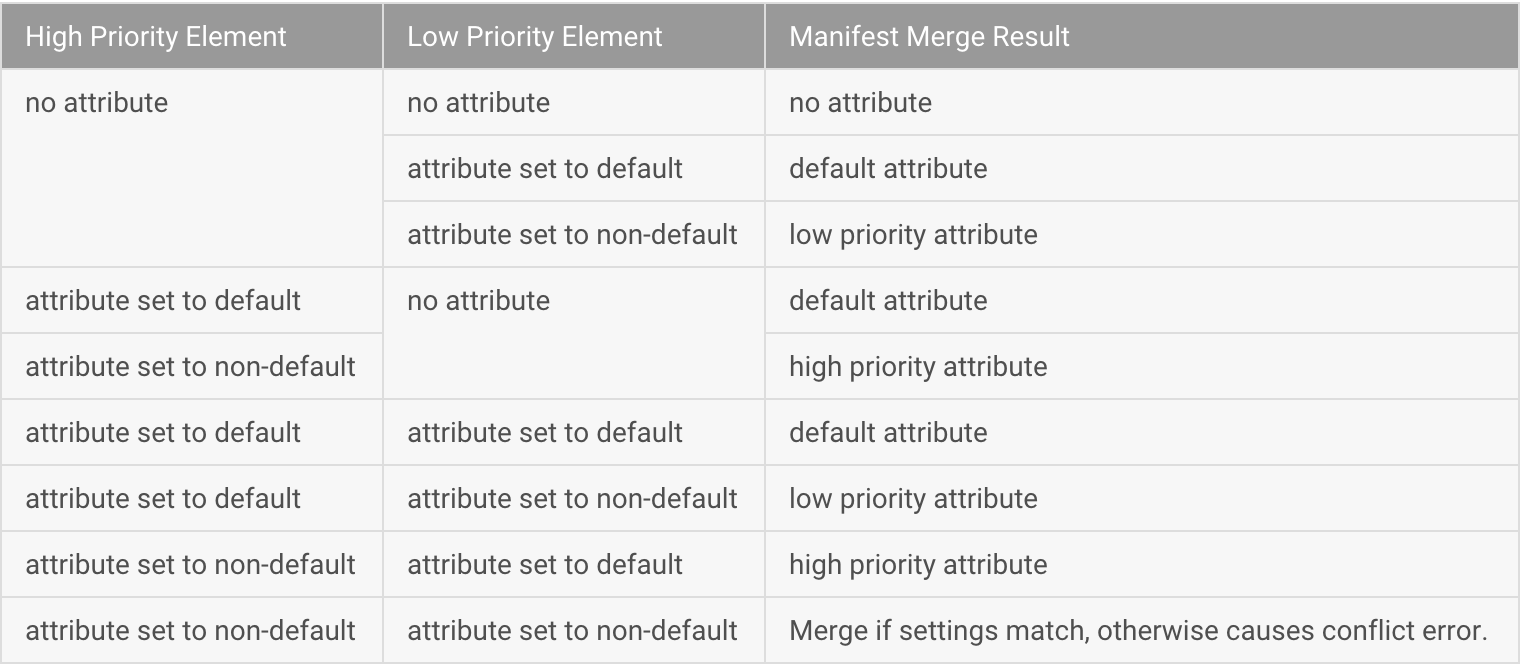 High Priority Element Low Priority Element Manifest Merge Result
no attribute no attribute no attribute
attribute set to default default attribute
attribute set to non-default low priority attribute
attribute set to default no attribute default attribute
attribute set to non-default high priority attribute
attribute set to default attribute set to default default attribute
attribute set to default attribute set to non-default low priority attribute
attribute set to non-default attribute set to default high priority attribute
attribute set to non-default attribute set to non-default Merge if settings match, otherwise causes conflict error.